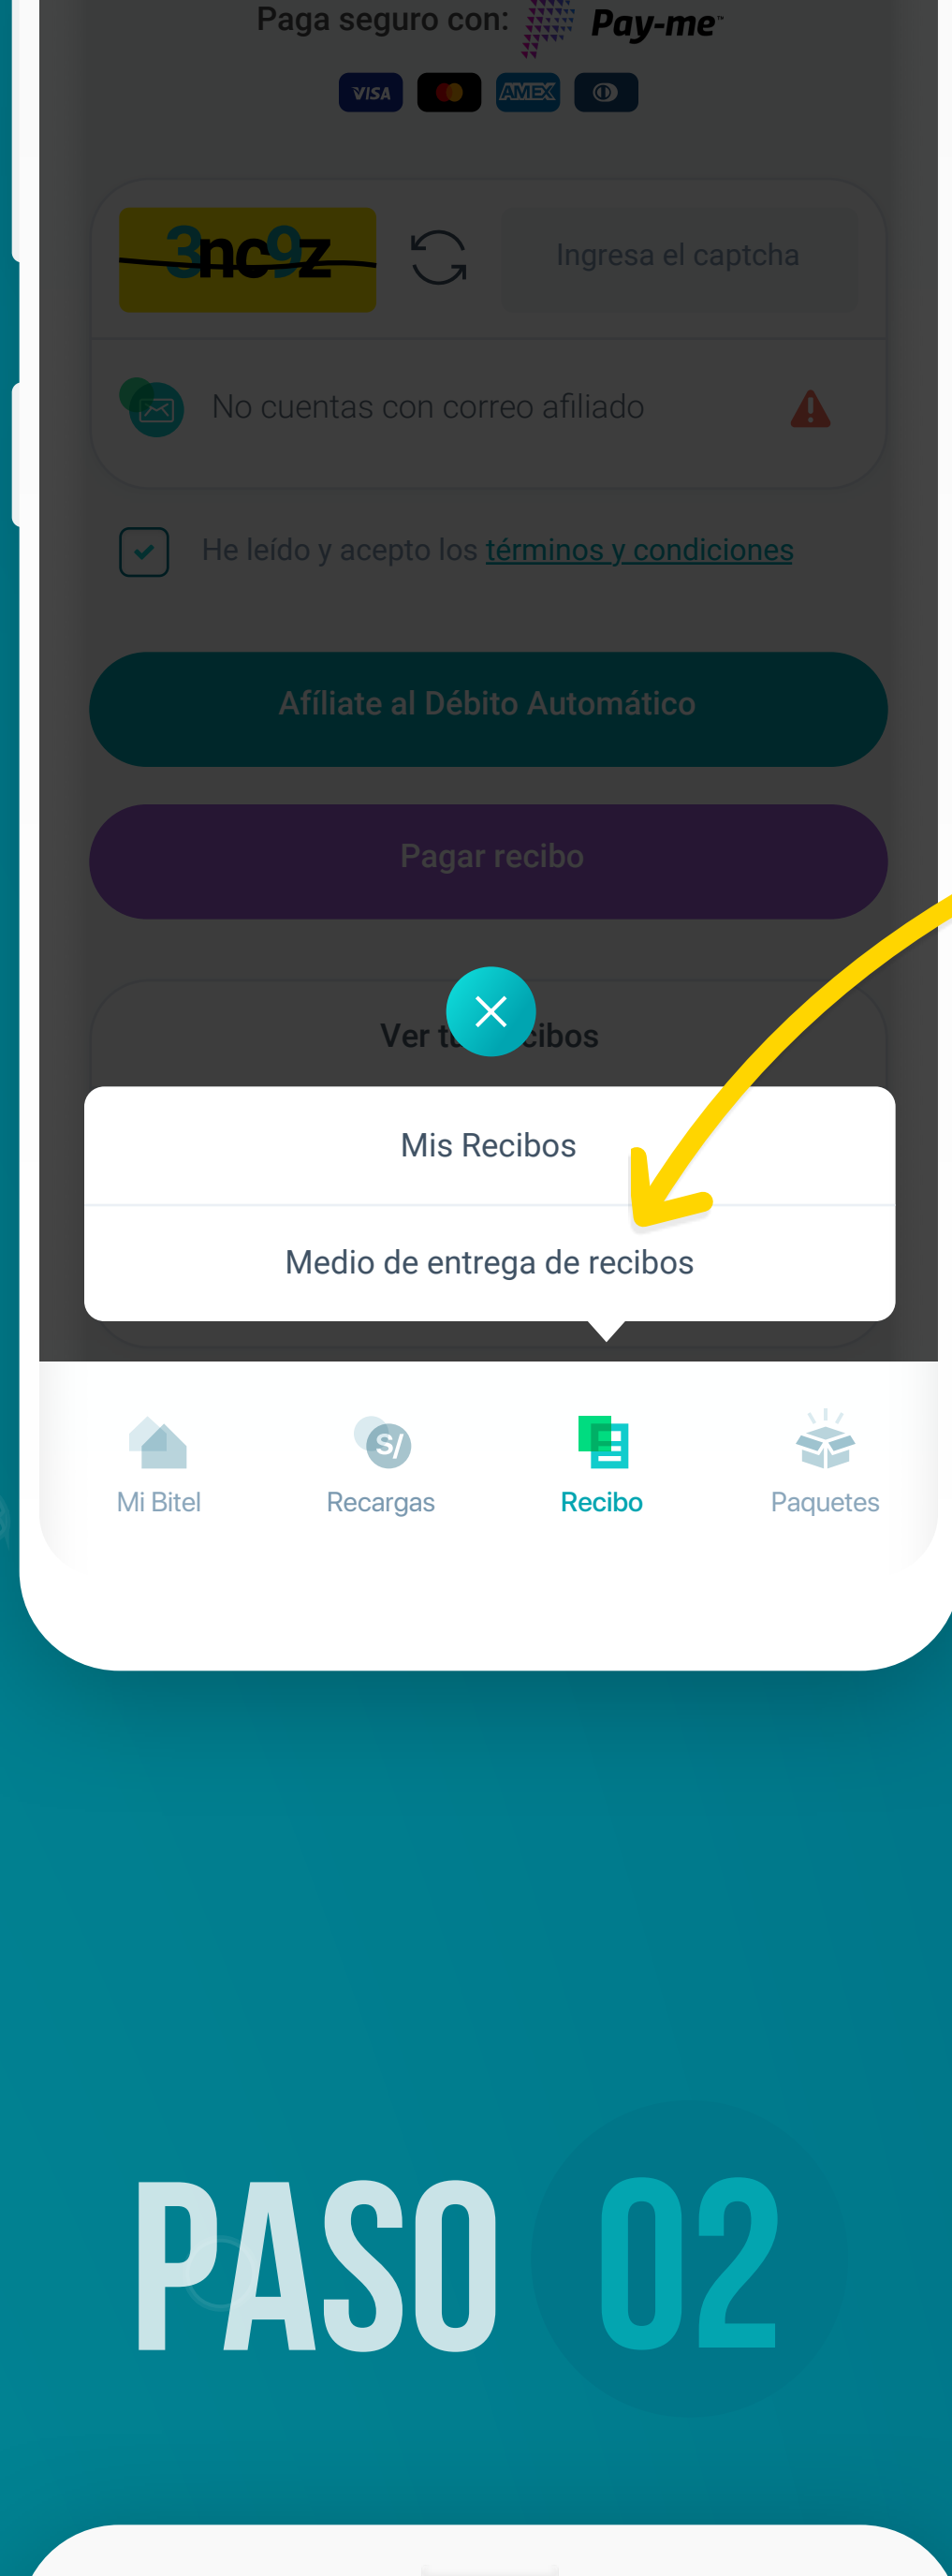 Paga seguro con: Pay-me™
VISA AMEX
3nc9z Ingresa el captcha
No cuentas con correo afiliado
He leído y acepto los términos y condiciones
Afíliate al Débito Automático
Pagar recibo
Ver t cibos
Mis Recibos
Medio de entrega de recibos
S/
Mi Bitel Recargas Recibo Paquetes
PASO 02